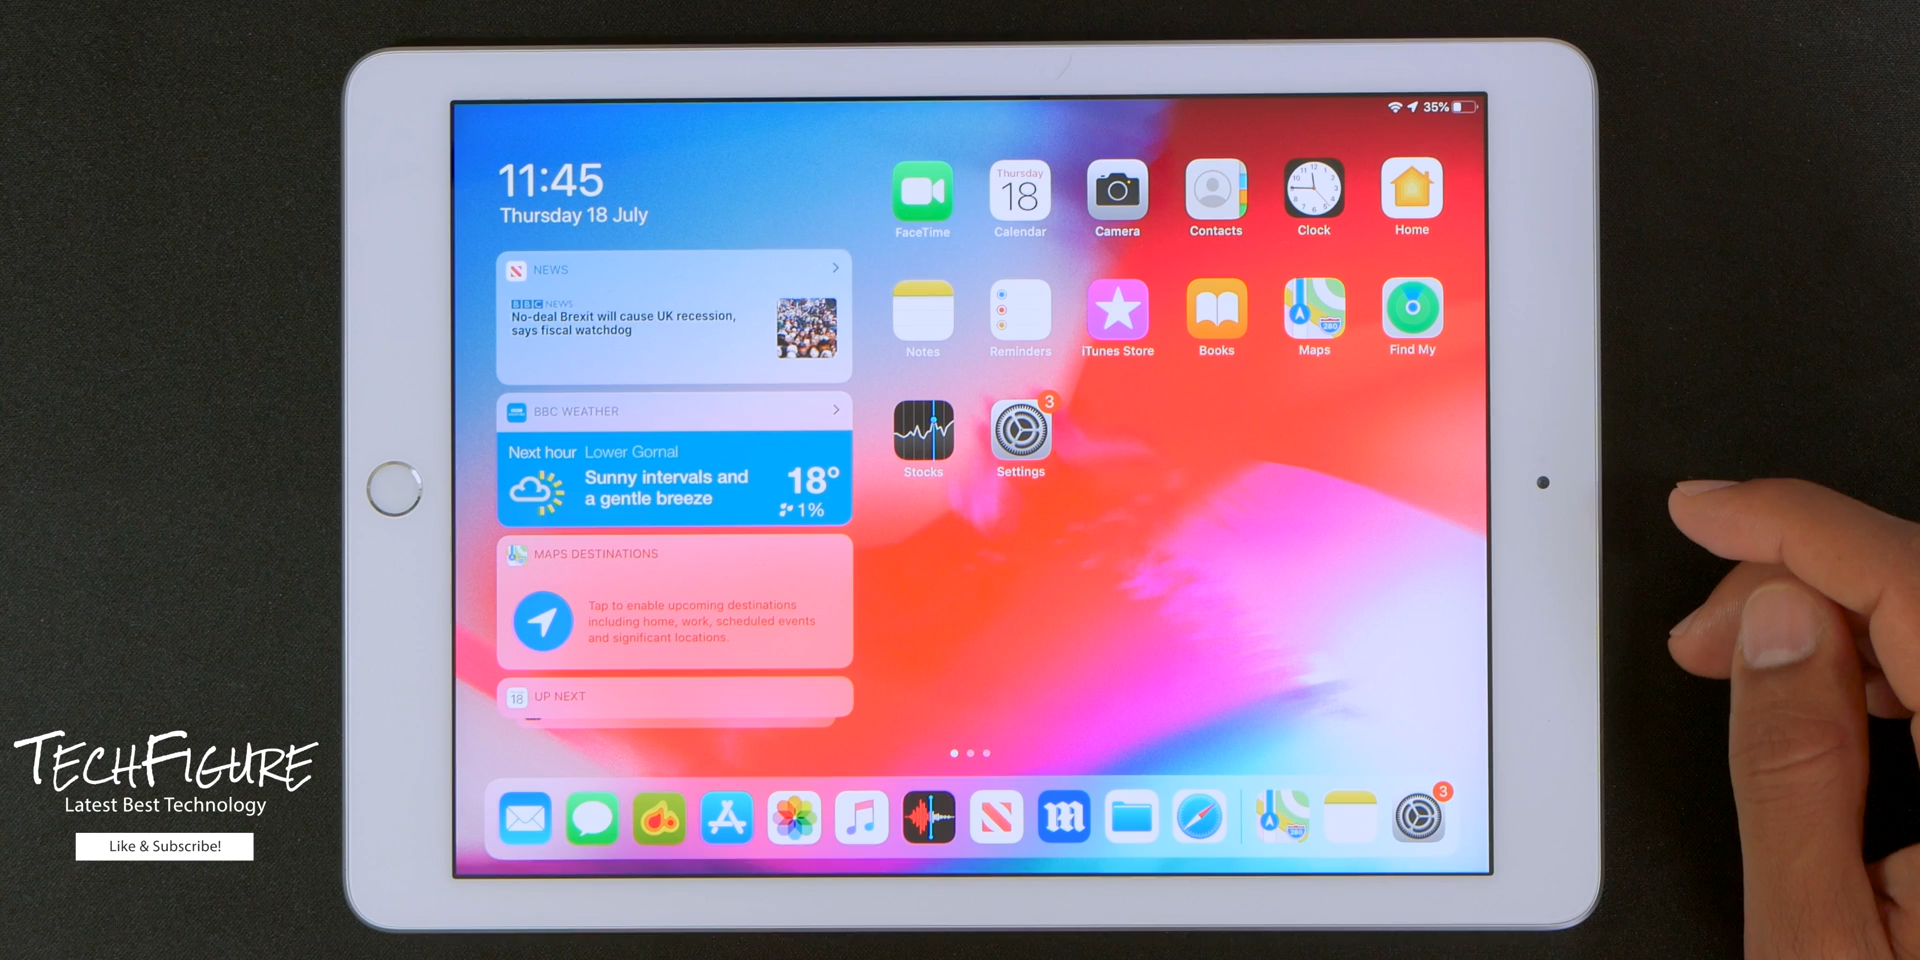 35%
11:45
Thursday 18 July
NEWS
BBC NEWS
No-deal Brexit will cause UK recession,
says fiscal watchdog
BBC WEATHER
Next hour Lower Gornal
Sunny intervals and
a gentle breeze
18°
1%
MAPS DESTINATIONS
Tap to enable upcoming destinations
including home, work, scheduled events
and significant locations.
18 UP NEXT
Thursday
18
12
FaceTime Calendar Camera Contacts Clock Home
280
Notes Reminders iTunes Store Books Maps Find My
3
Stocks Settings
280
3
TECHFIGURE
Latest Best Technology
Like & Subscribe!